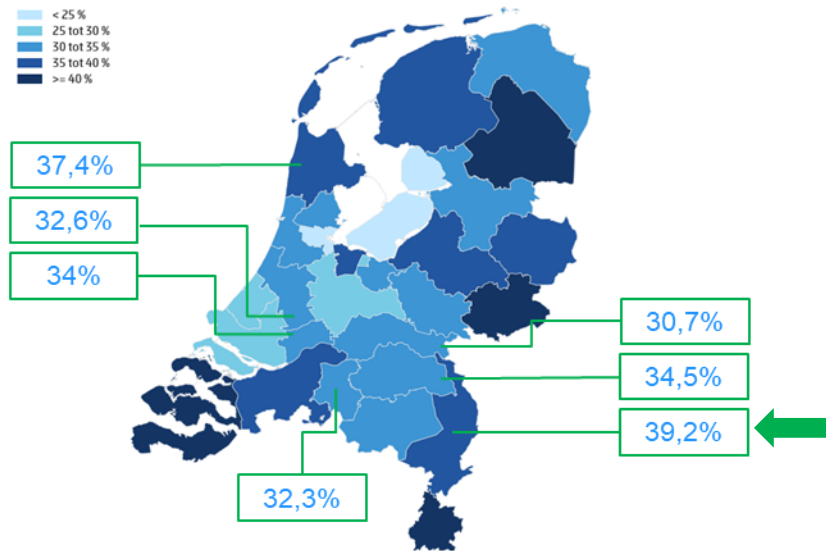 < 25 %
25 tot 30 %
30 tot 35 %
35 tot 40 %
>= 40 %
37,4%
32,6%
34%
30,7%
34,5%
39,2%
32,3%